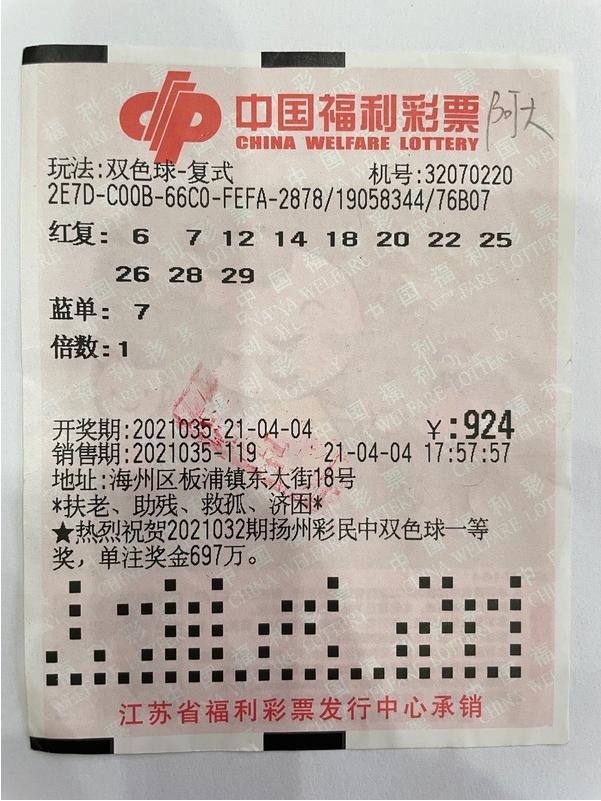 中国福利彩票
CHINA WELFARE LOTTERY
阿大
玩法:双色球-复式 机号:32070220
2E7D-C00B-66C0-FEFA-2878/19058344/76B07
红复: 6 7 12 14 18 20 22 25
26 28 29
蓝单: 7
倍数:1
开奖期:2021035 21-04-04 ￥:924
销售期:2021035-119 21-04-04 17:57:57
地址:海州区板浦镇东大街18号
*扶老、助残、救孤、济困*
★热烈祝贺2021032期扬州彩民中双色球一等
奖，单注奖金697万。
江苏省福利彩票发行中心承销